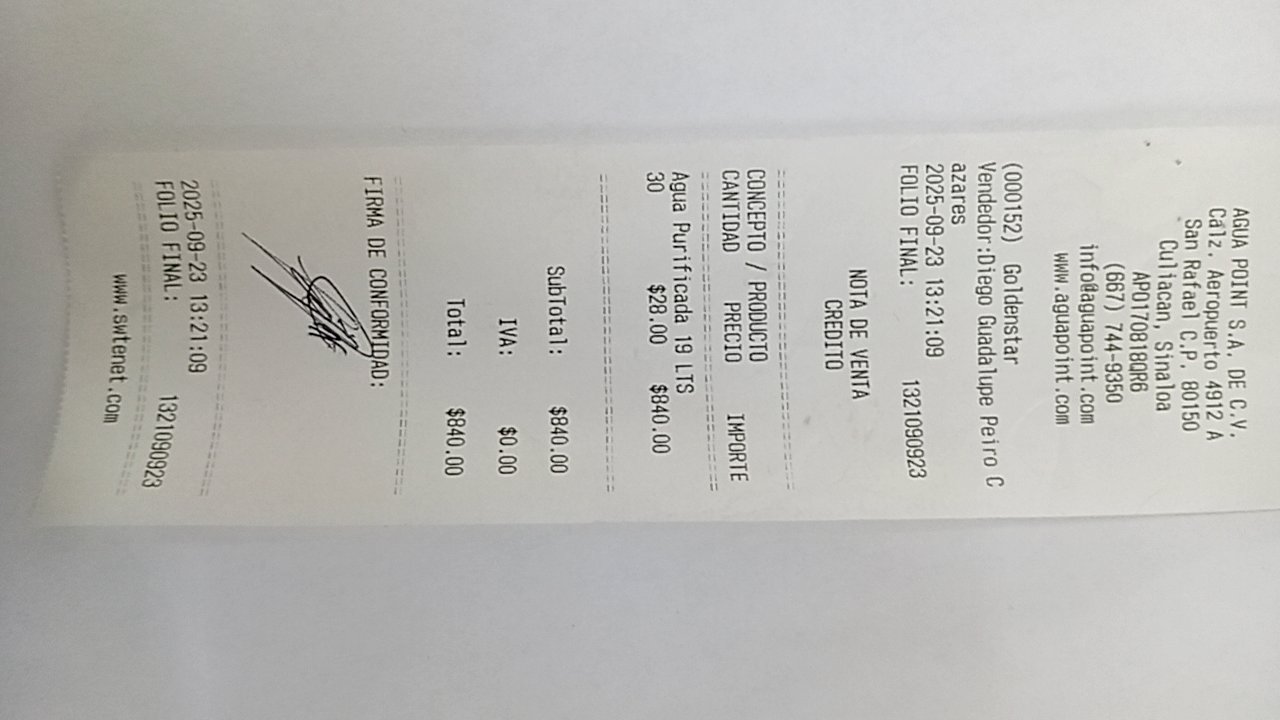 AGUA POINT S.A. DE C.V.
Calz. Aeropuerto 4912 A
San Rafael C.P. 80150
Culiacan, Sinaloa
APO170818QR6
(667) 744-9350
info@aguapoint.com
www.aguapoint.com
(000152) Goldenstar
Vendedor:Diego Guadalupe Peiro C
azares
2025-09-23 13:21:09
FOLIO FINAL: 1321090923
NOTA DE VENTA
CREDITO
CONCEPTO / PRODUCTO
CANTIDAD PRECIO IMPORTE
Agua Purificada 19 LTS
30 $28.00 $840.00
SubTotal: $840.00
IVA: $0.00
Total: $840.00
FIRMA DE CONFORMIDAD:
2025-09-23 13:21:09
FOLIO FINAL: 1321090923
www.swtenet.com